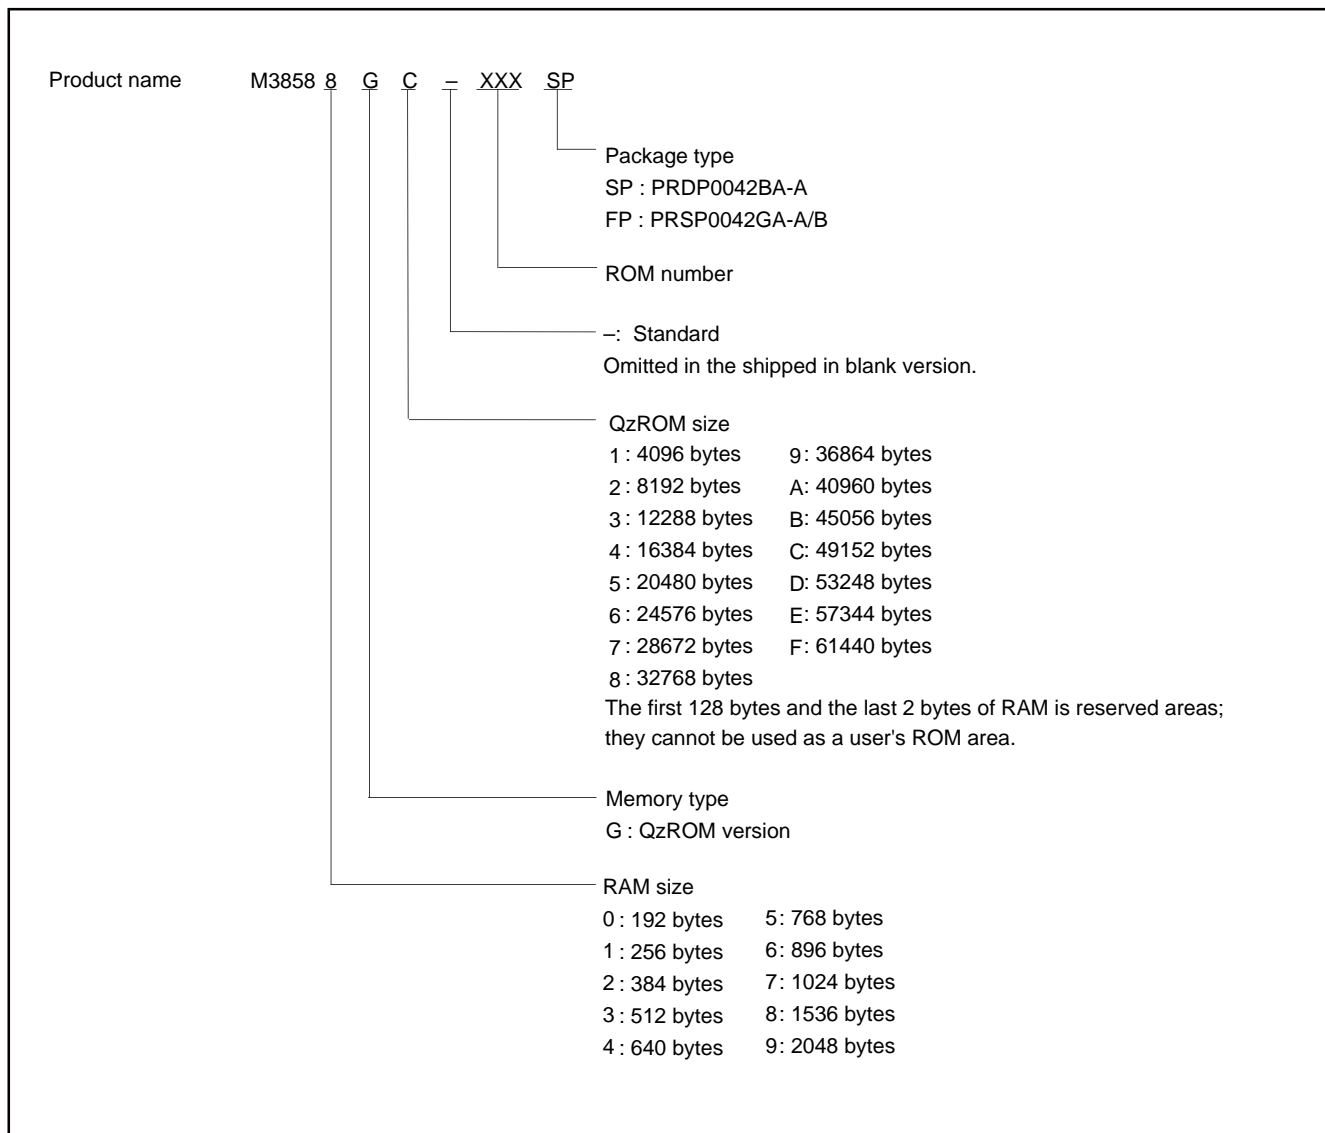 Product name M3858 8 G C – XXX SP
Package type
SP : PRDP0042BA-A
FP : PRSP0042GA-A/B
ROM number
–: Standard
Omitted in the shipped in blank version.
QzROM size
1 : 4096 bytes 9: 36864 bytes
2 : 8192 bytes A: 40960 bytes
3 : 12288 bytes B: 45056 bytes
4 : 16384 bytes C: 49152 bytes
5 : 20480 bytes D: 53248 bytes
6 : 24576 bytes E: 57344 bytes
7 : 28672 bytes F: 61440 bytes
8 : 32768 bytes
The first 128 bytes and the last 2 bytes of RAM is reserved areas;
they cannot be used as a user's ROM area.
Memory type
G : QzROM version
RAM size
0 : 192 bytes 5: 768 bytes
1 : 256 bytes 6: 896 bytes
2 : 384 bytes 7: 1024 bytes
3 : 512 bytes 8: 1536 bytes
4 : 640 bytes 9: 2048 bytes